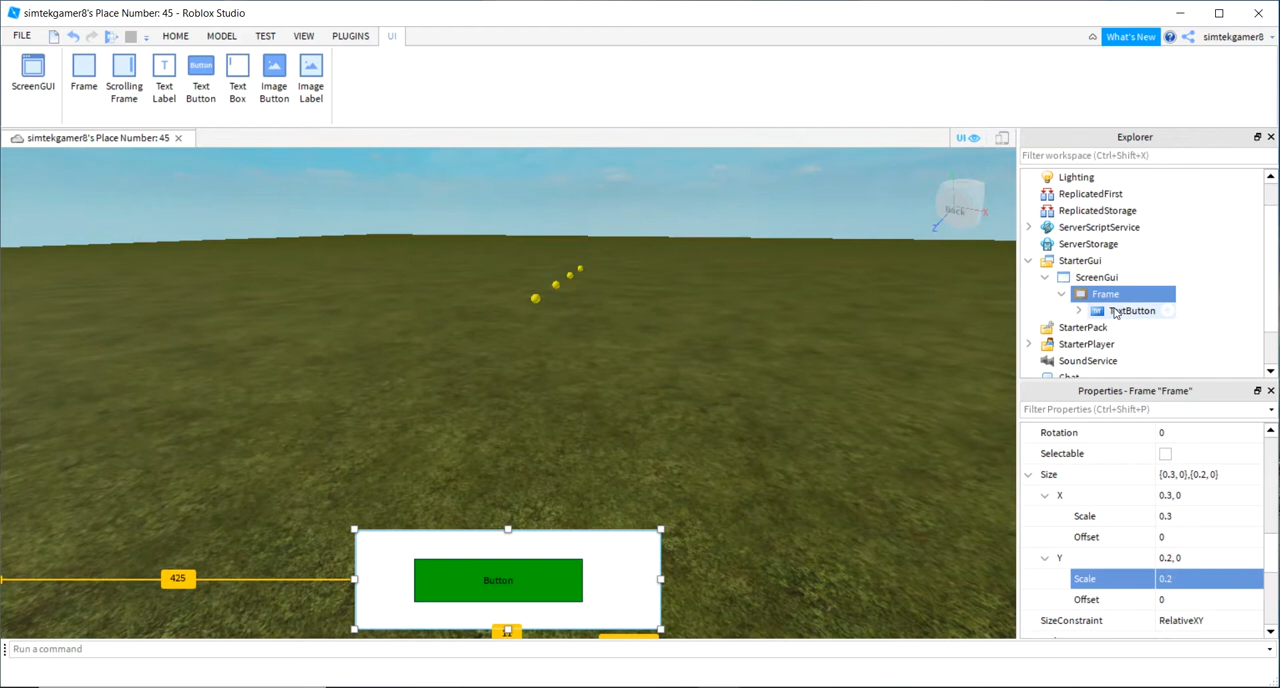 simtekgamer8's Place Number: 45 - Roblox Studio
FILE HOME MODEL TEST VIEW PLUGINS UI What's New simtekgamer8
ScreenGUI Frame Scrolling Frame T Text Label Button Text Button Text Box Image Button Image Label
simtekgamer8's Place Number: 45 UI
Explorer
Filter workspace (Ctrl+Shift+X)
Lighting
ReplicatedFirst
ReplicatedStorage
ServerScriptService
ServerStorage
StarterGui
ScreenGui
Frame
TextButton
StarterPack
StarterPlayer
SoundService
Chat
Back
X
Z
Properties - Frame "Frame"
Filter Properties (Ctrl+Shift+P)
Rotation 0
Selectable
Size {0.3, 0},{0.2, 0}
X 0.3, 0
Scale 0.3
Offset 0
Y 0.2, 0
Scale 0.2
Offset 0
SizeConstraint RelativeXY
425
Button
Run a command